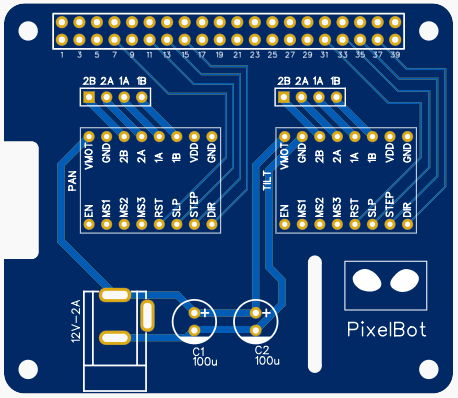 1 3 5 7 9 11 13 15 17 19 21 23 25 27 29 31 33 35 37 39
2B 2A 1A 1B
2B 2A 1A 1B
VMOT GND 2B 2A 1A 1B VDD GND
VMOT GND 2B 2A 1A 1B VDD GND
PAN
TILT
EN MS1 MS2 MS3 RST SLP STEP DIR
EN MS1 MS2 MS3 RST SLP STEP DIR
12V-2A
+
+
PixelBot
C1
100u
C2
100u